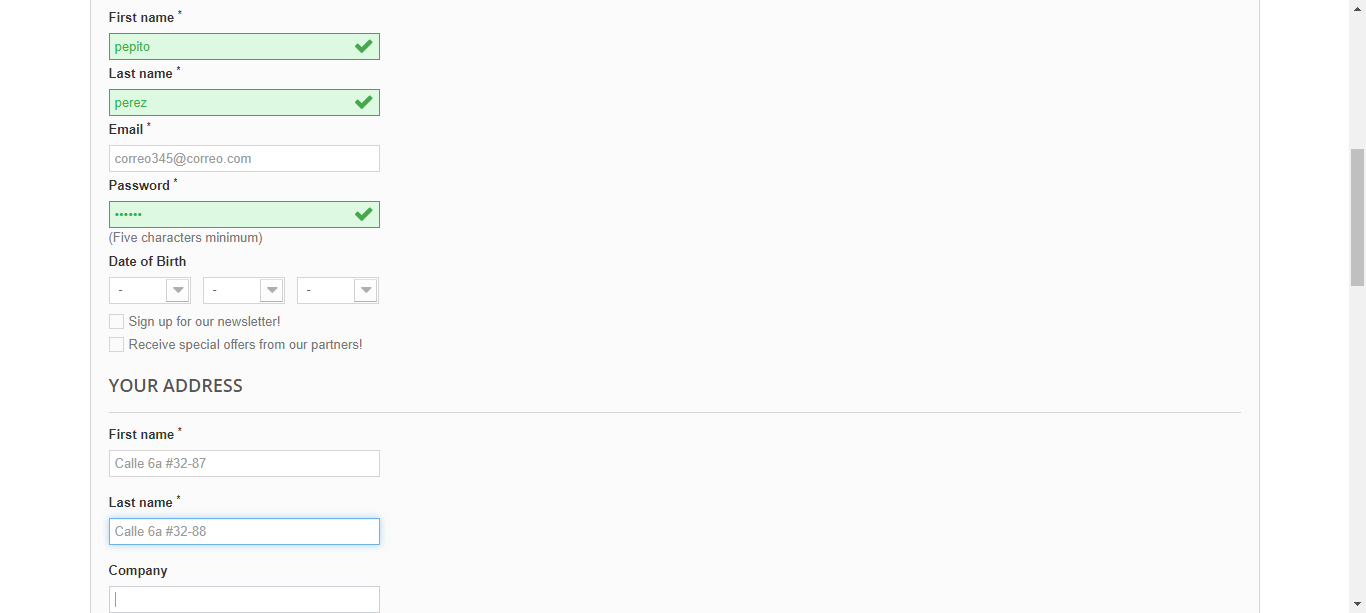 First name *
pepito
Last name *
perez
Email *
correo345@correo.com
Password *
••••••
(Five characters minimum)
Date of Birth
- - -
Sign up for our newsletter!
Receive special offers from our partners!
YOUR ADDRESS
First name *
Calle 6a #32-87
Last name *
Calle 6a #32-88
Company